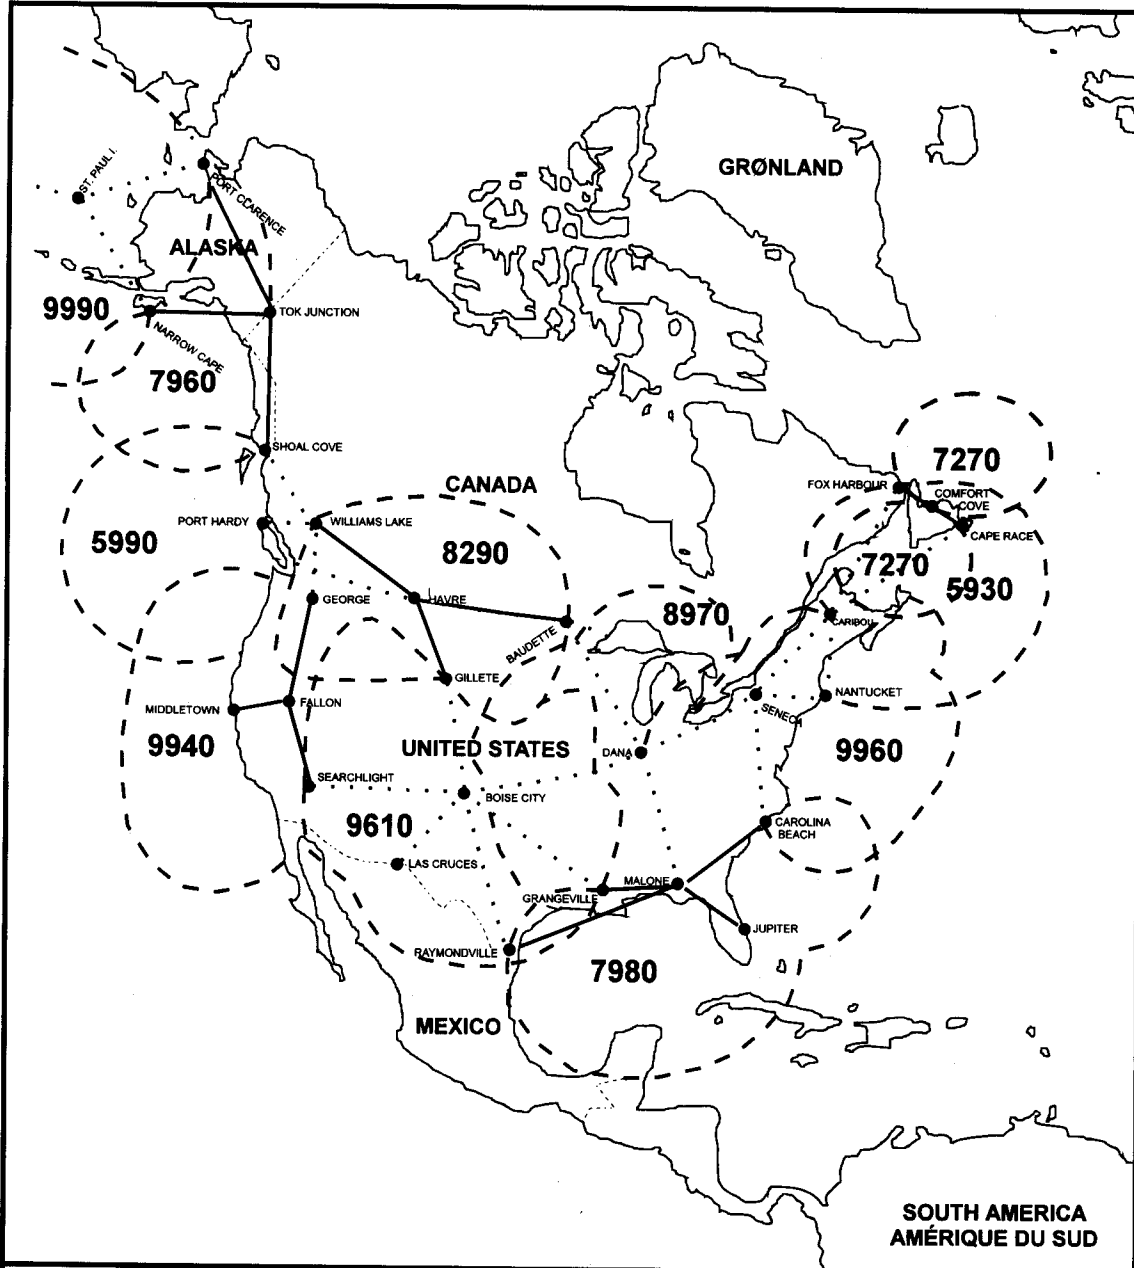 GRØNLAND
ST. PAUL I.
PORT CLARENCE
ALASKA
9990
TOK JUNCTION
NARROW CAPE
7960
SHOAL COVE
CANADA
7270
FOX HARBOUR
COMFORT
COVE
CAPE RACE
PORT HARDY
WILLIAMS LAKE
5990
8290
7270
5930
GEORGE
HAVRE
8970
CARIBOU
BAUDETTE
GILLETE
MIDDLETOWN
FALLON
SENECA
NANTUCKET
9940
UNITED STATES
DANA
9960
SEARCHLIGHT
BOISE CITY
9610
CAROLINA
BEACH
LAS CRUCES
MALONE
GRANGEVILLE
JUPITER
RAYMONDVILLE
7980
MEXICO
SOUTH AMERICA
AMÉRIQUE DU SUD